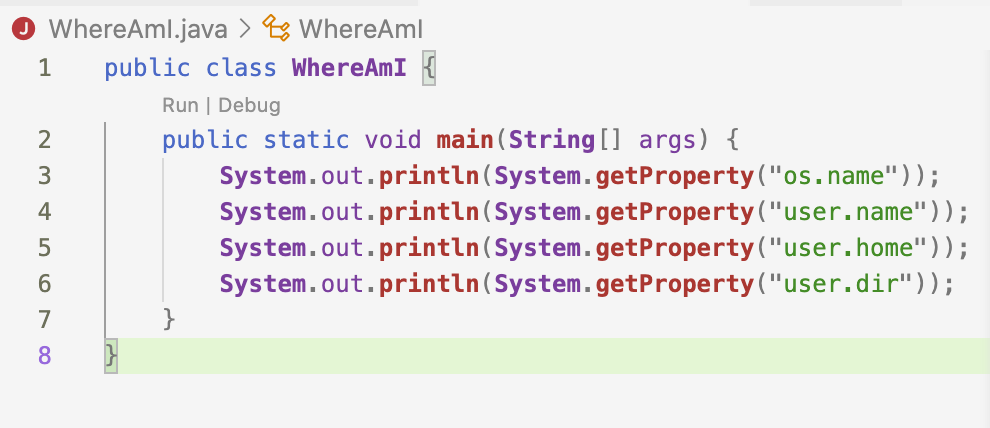 J WhereAmI.java > WhereAmI
1 public class WhereAmI {
Run | Debug
2 public static void main(String[] args) {
3 System.out.println(System.getProperty("os.name"));
4 System.out.println(System.getProperty("user.name"));
5 System.out.println(System.getProperty("user.home"));
6 System.out.println(System.getProperty("user.dir"));
7 }
8 }